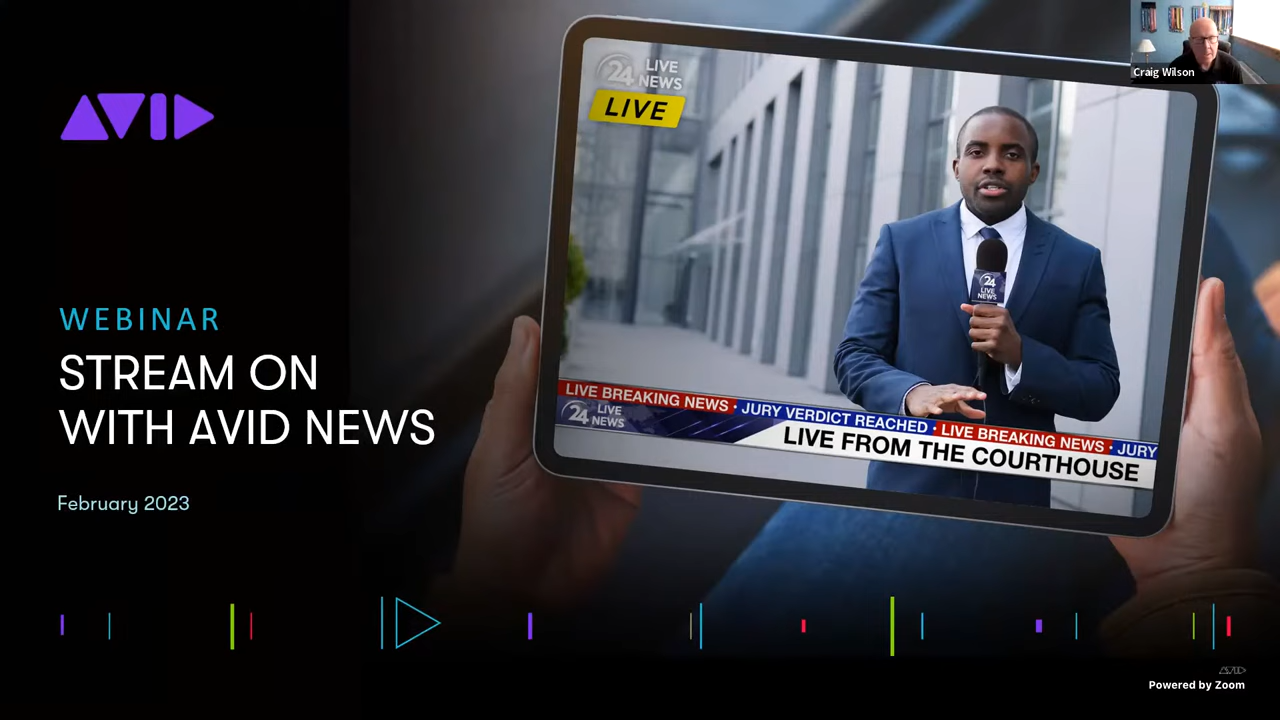 AVID
WEBINAR
STREAM ON
WITH AVID NEWS
February 2023
24 LIVE
NEWS
LIVE
24
LIVE
NEWS
LIVE BREAKING NEWS • JURY VERDICT REACHED • LIVE BREAKING NEWS • JURY
24 LIVE
NEWS
LIVE FROM THE COURTHOUSE
Craig Wilson
AVID
Powered by Zoom